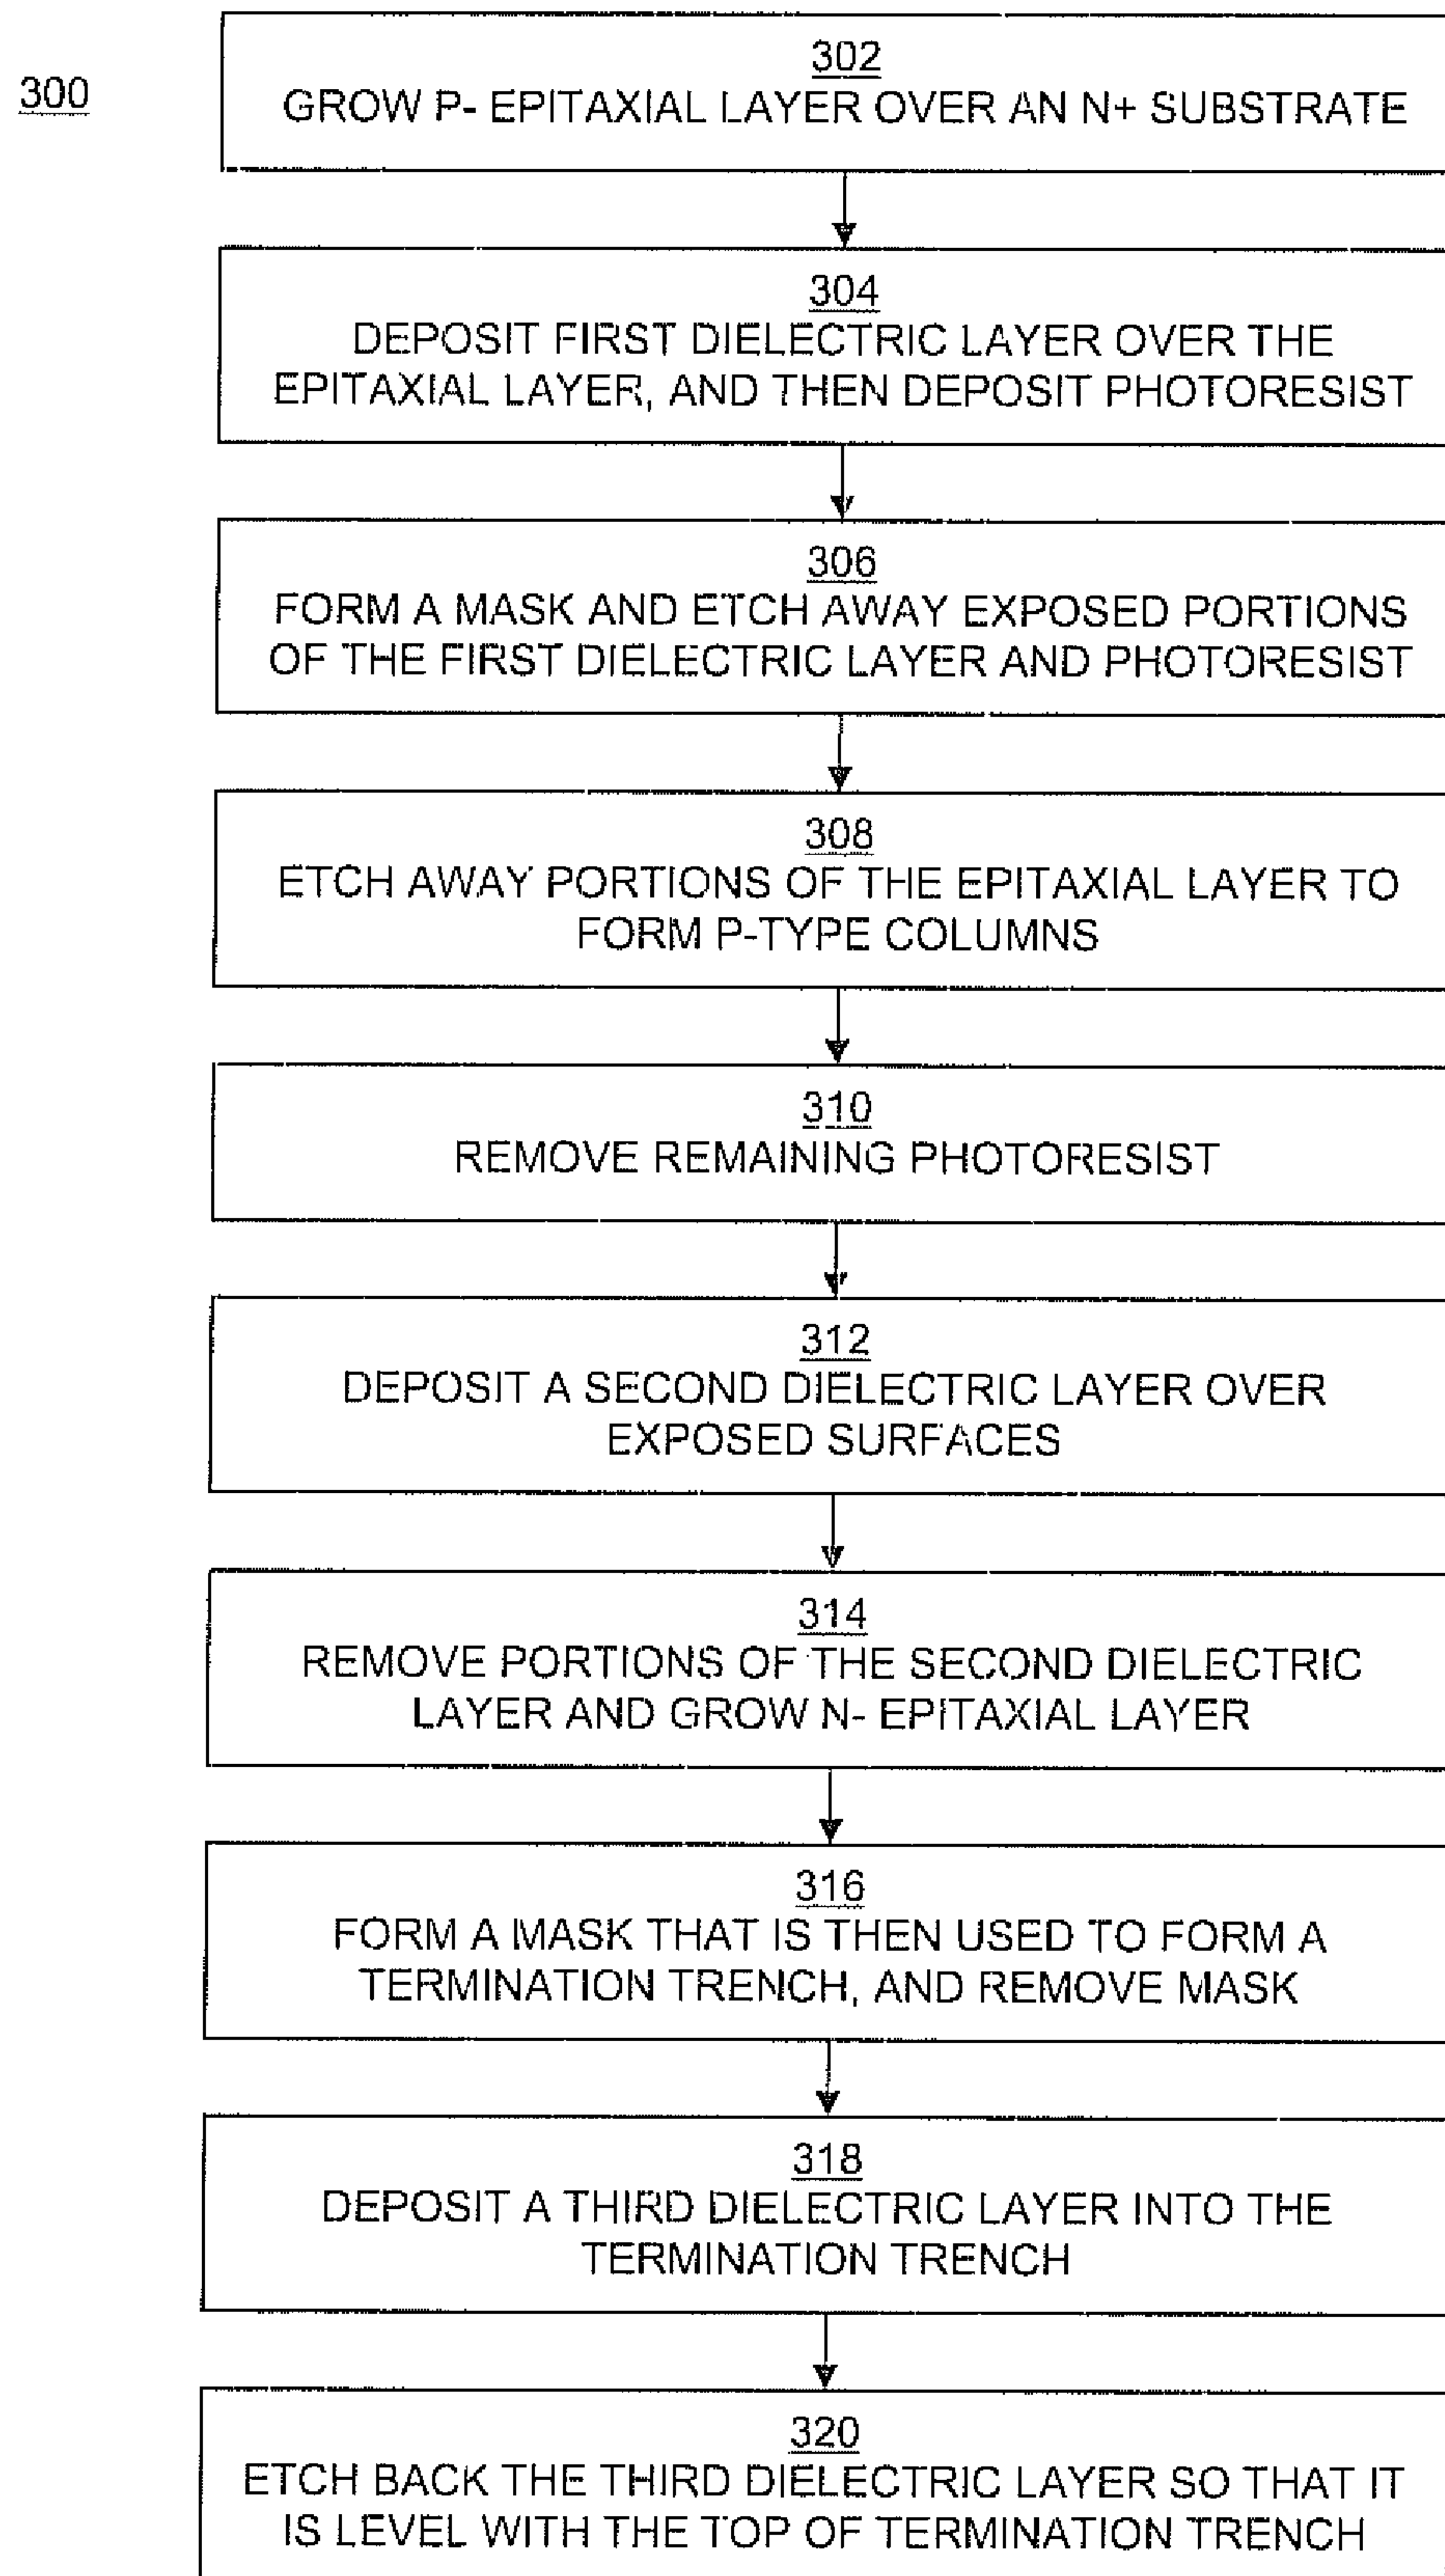 300
302
GROW P- EPITAXIAL LAYER OVER AN N+ SUBSTRATE
304
DEPOSIT FIRST DIELECTRIC LAYER OVER THE
EPITAXIAL LAYER, AND THEN DEPOSIT PHOTORESIST
306
FORM A MASK AND ETCH AWAY EXPOSED PORTIONS
OF THE FIRST DIELECTRIC LAYER AND PHOTORESIST
308
ETCH AWAY PORTIONS OF THE EPITAXIAL LAYER TO
FORM P-TYPE COLUMNS
310
REMOVE REMAINING PHOTORESIST
312
DEPOSIT A SECOND DIELECTRIC LAYER OVER
EXPOSED SURFACES
314
REMOVE PORTIONS OF THE SECOND DIELECTRIC
LAYER AND GROW N- EPITAXIAL LAYER
316
FORM A MASK THAT IS THEN USED TO FORM A
TERMINATION TRENCH, AND REMOVE MASK
318
DEPOSIT A THIRD DIELECTRIC LAYER INTO THE
TERMINATION TRENCH
320
ETCH BACK THE THIRD DIELECTRIC LAYER SO THAT IT
IS LEVEL WITH THE TOP OF TERMINATION TRENCH